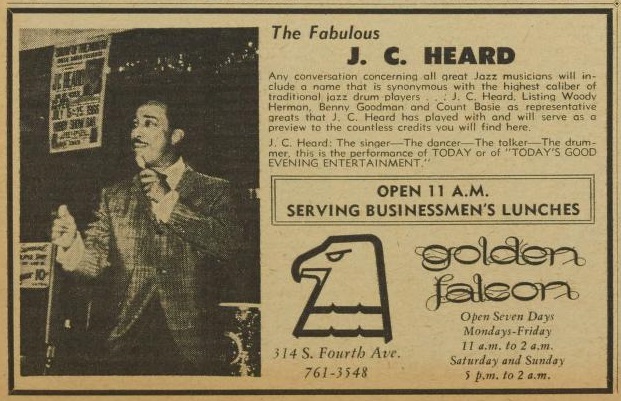 The Fabulous
J. C. HEARD
Any conversation concerning all great Jazz musicians will in-
clude a name that is synonymous with the highest caliber of
traditional jazz drum players . . .: J. C. Heard. Listing Woody
Herman, Benny Goodman and Count Basie as representative
greats that J. C. Heard has played with and will serve as a
preview to the countless credits you will find here.
J. C. Heard: The singer—The dancer—The talker—The drum-
mer, this is the performance of TODAY or of "TODAY'S GOOD
EVENING ENTERTAINMENT."
OPEN 11 A.M.
SERVING BUSINESSMEN'S LUNCHES
golden
falcon
314 S. Fourth Ave.
761-3548
Open Seven Days
Mondays-Friday
11 a.m. to 2 a.m.
Saturday and Sunday
5 p.m. to 2 a.m.
J.C. HEARD